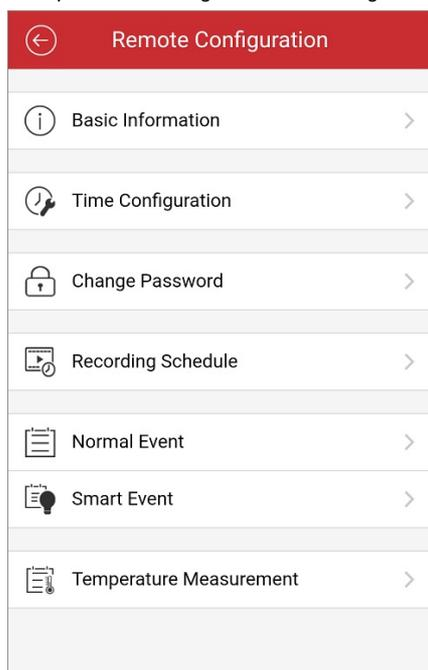 Remote Configuration
Basic Information
Time Configuration
Change Password
Recording Schedule
Normal Event
Smart Event
Temperature Measurement